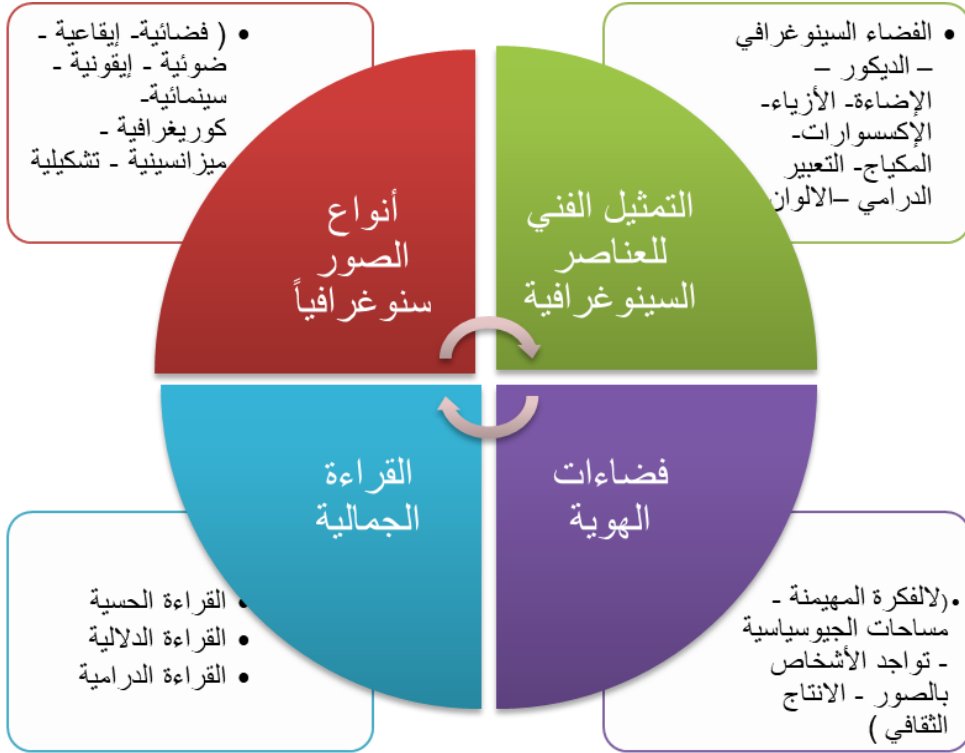 • الفضاء السينوغرافي
– الديكور –
الإضاءة- الأزياء-
الإكسسوارات-
المكياج- التعبير
الدرامي –الالوان
• ( فضائية- إيقاعية -
ضوئية - إيقونية -
سينمائية-
كوريغرافية -
ميزانسينية - تشكيلية
التمثيل الفني
للعناصر
السينوغرافية
أنواع
الصور
سنوغرافياً
فضاءات
الهوية
القراءة
الجمالية
•(لالفكرة المهيمنة -
مساحات الجيوسياسية
- تواجد الأشخاص
بالصور - الانتاج
الثقافي )
• القراءة الحسية
• القراءة الدلالية
• القراءة الدرامية